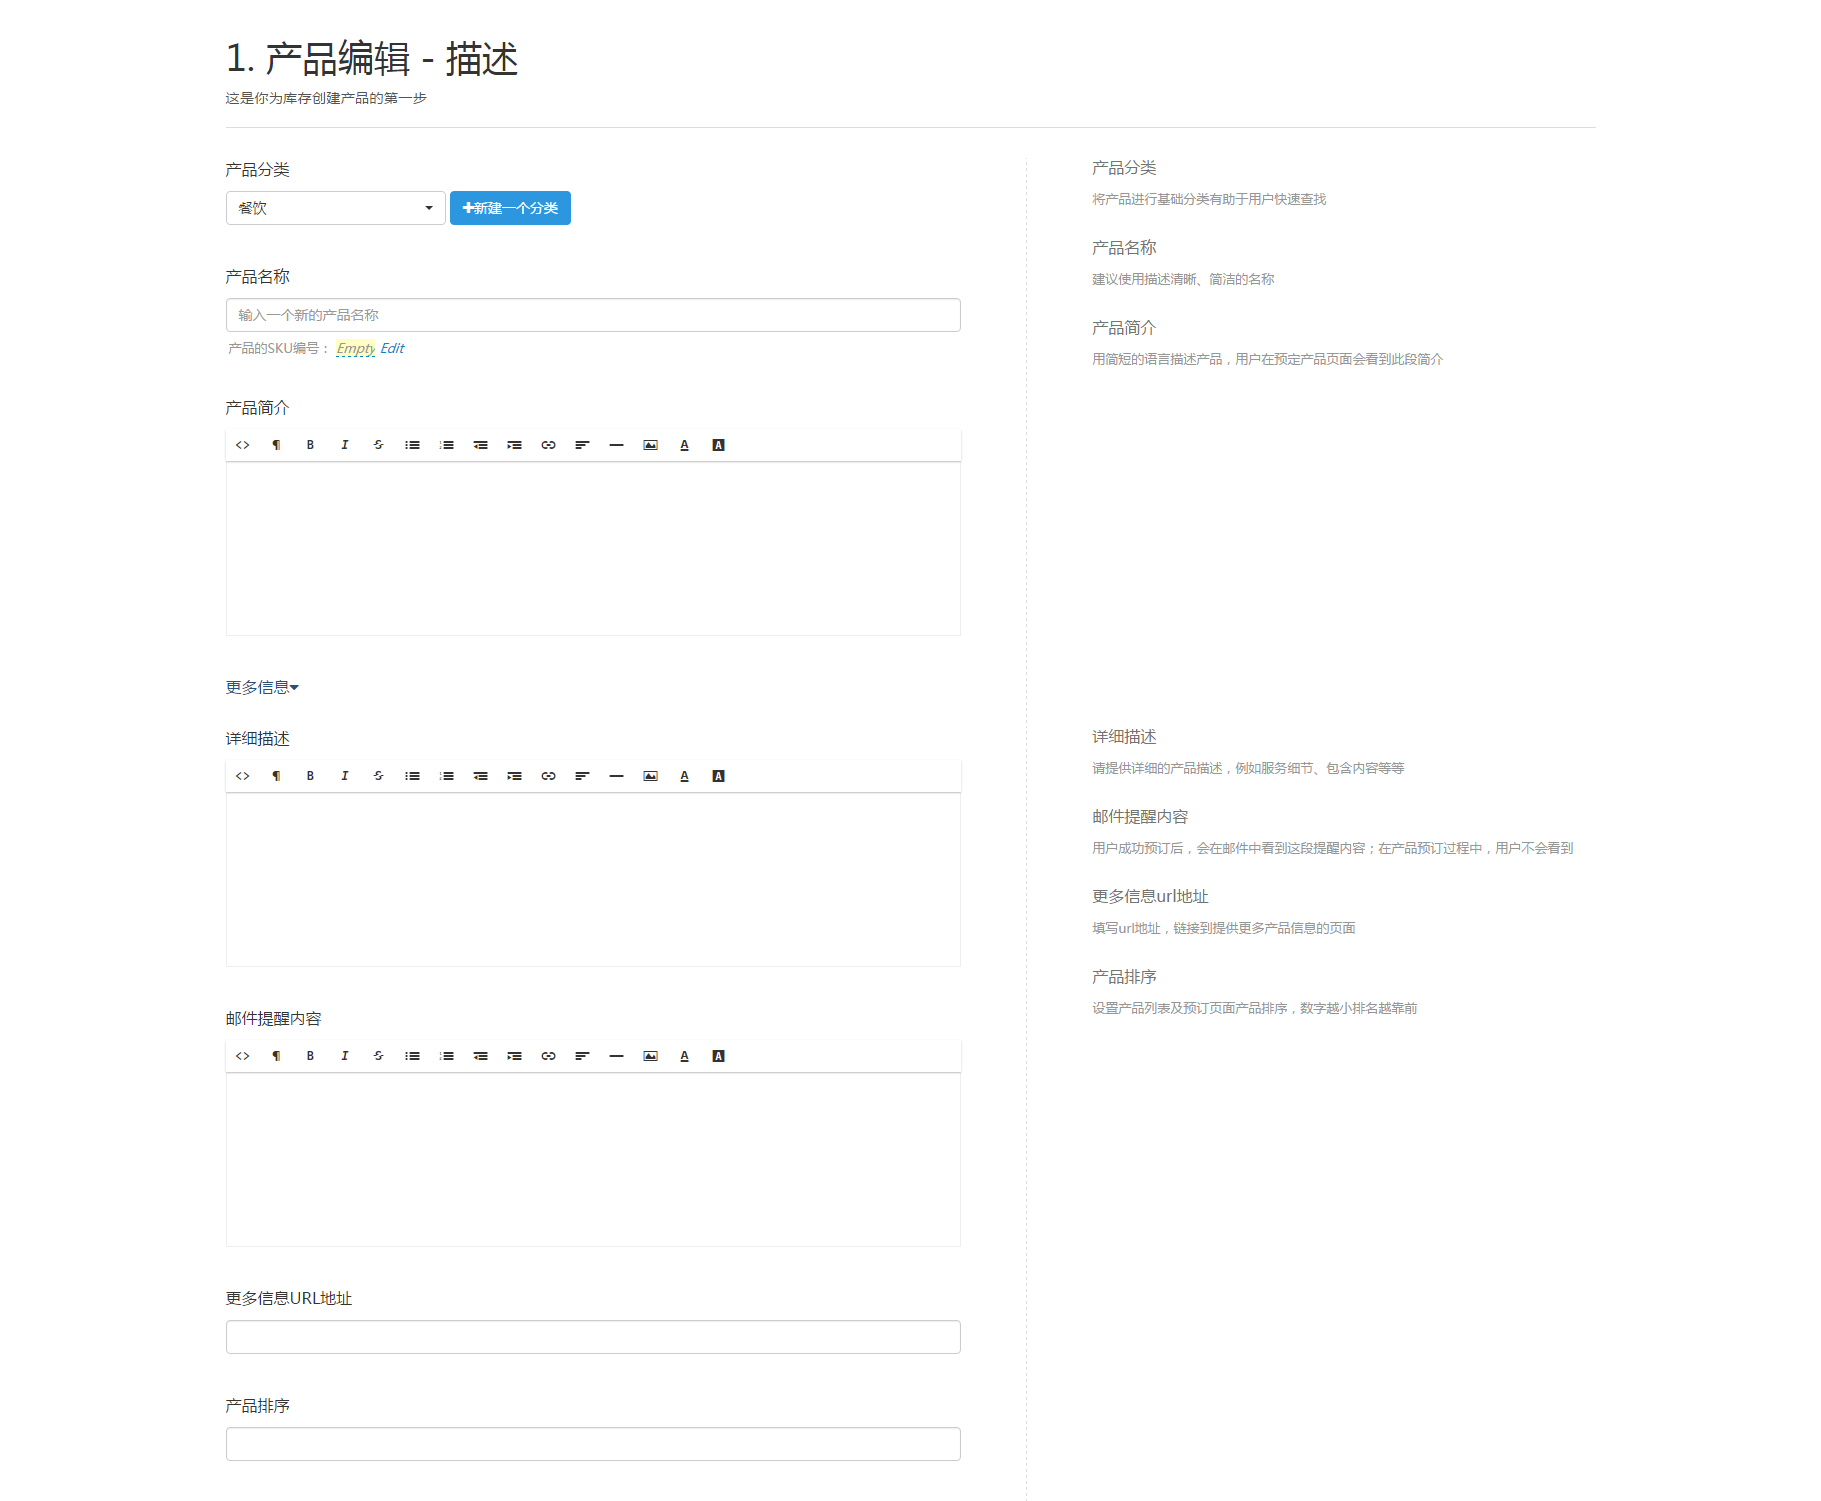 1. 产品编辑 - 描述
这是你为库存创建产品的第一步
产品分类
餐饮
新建一个分类
产品名称
输入一个新的产品名称
产品的SKU编号： Empty Edit
产品简介
更多信息
详细描述
邮件提醒内容
更多信息URL地址
产品排序
产品分类
将产品进行基础分类有助于用户快速查找
产品名称
建议使用描述清晰、简洁的名称
产品简介
用简短的语言描述产品，用户在预定产品页面会看到此段简介
详细描述
请提供详细的产品描述，例如服务细节、包含内容等等
邮件提醒内容
用户成功预订后，会在邮件中看到这段提醒内容；在产品预订过程中，用户不会看到
更多信息url地址
填写url地址，链接到提供更多产品信息的页面
产品排序
设置产品列表及预订页面产品排序，数字越小排名越靠前